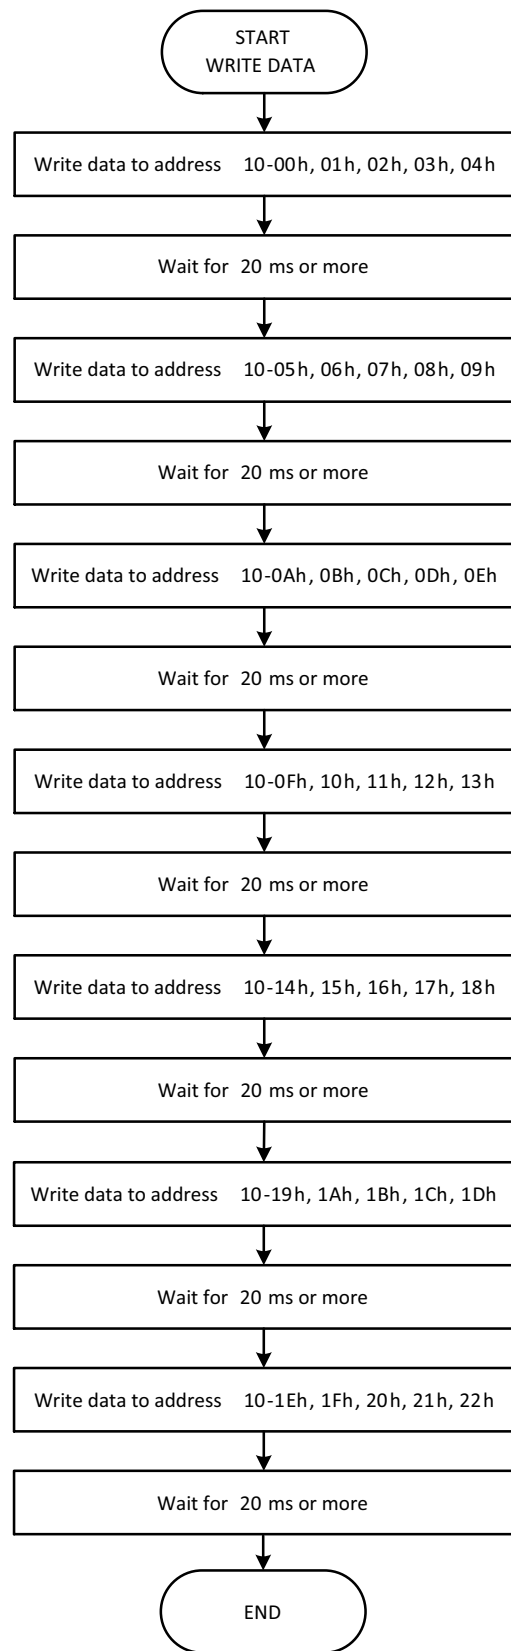 START
WRITE DATA
Write data to address 10-00h, 01h, 02h, 03h, 04h
Wait for 20 ms or more
Write data to address 10-05h, 06h, 07h, 08h, 09h
Wait for 20 ms or more
Write data to address 10-0Ah, 0Bh, 0Ch, 0Dh, 0Eh
Wait for 20 ms or more
Write data to address 10-0Fh, 10h, 11h, 12h, 13h
Wait for 20 ms or more
Write data to address 10-14h, 15h, 16h, 17h, 18h
Wait for 20 ms or more
Write data to address 10-19h, 1Ah, 1Bh, 1Ch, 1Dh
Wait for 20 ms or more
Write data to address 10-1Eh, 1Fh, 20h, 21h, 22h
Wait for 20 ms or more
END